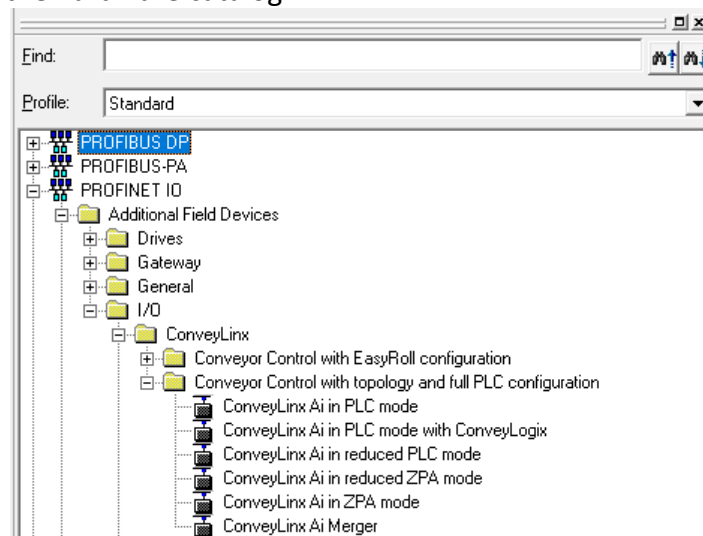 Find:
Profile: Standard
PROFIBUS DP
PROFIBUS-PA
PROFINET IO
Additional Field Devices
Drives
Gateway
General
I/O
ConveyLinx
Conveyor Control with EasyRoll configuration
Conveyor Control with topology and full PLC configuration
ConveyLinx Ai in PLC mode
ConveyLinx Ai in PLC mode with ConveyLogix
ConveyLinx Ai in reduced PLC mode
ConveyLinx Ai in reduced ZPA mode
ConveyLinx Ai in ZPA mode
ConveyLinx Ai Merger